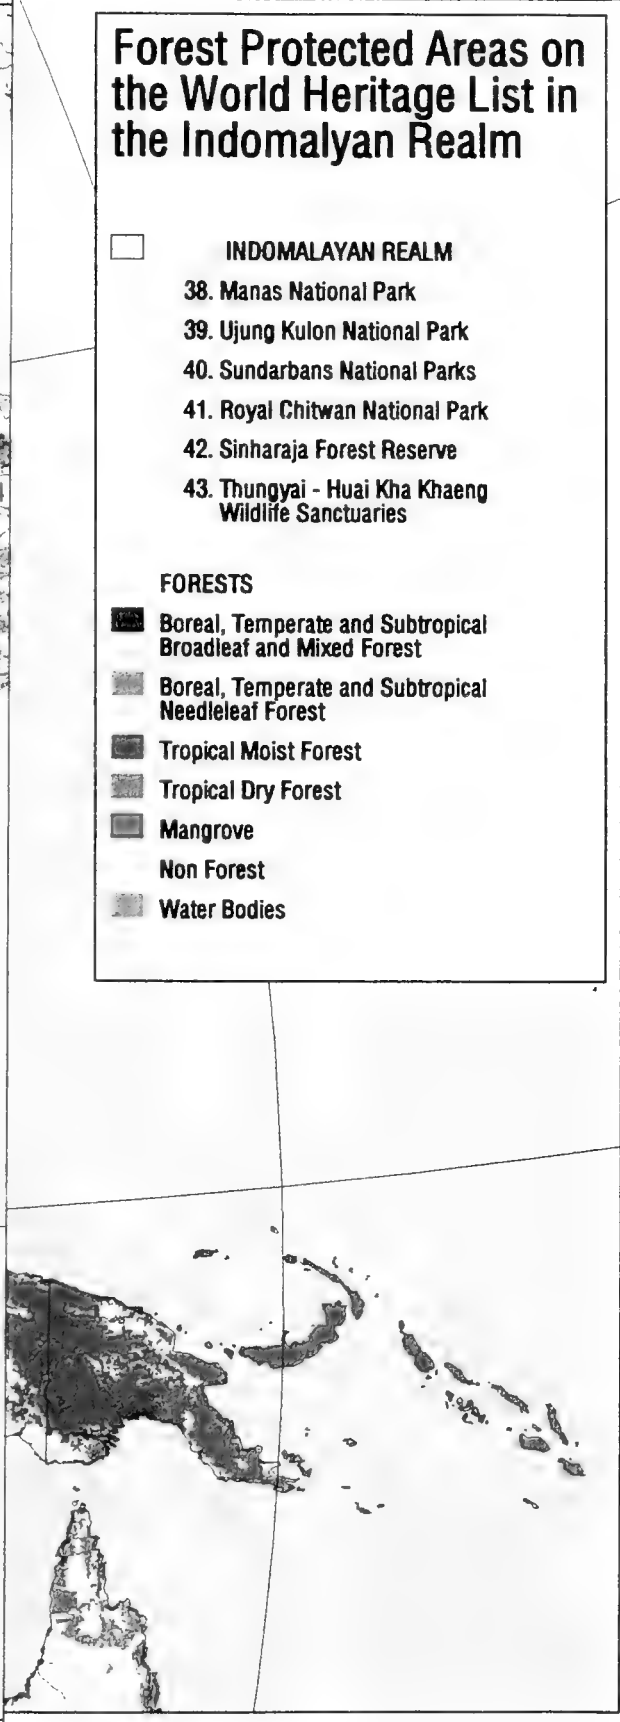 Forest Protected Areas on
the World Heritage List in
the Indomalyan Realm
INDOMALAYAN REALM
38. Manas National Park
39. Ujung Kulon National Park
40. Sundarbans National Parks
41. Royal Chitwan National Park
42. Sinharaja Forest Reserve
43. Thungyai - Huai Kha Khaeng
Wildlife Sanctuaries
FORESTS
Boreal, Temperate and Subtropical
Broadleaf and Mixed Forest
Boreal, Temperate and Subtropical
Needleleaf Forest
Tropical Moist Forest
Tropical Dry Forest
Mangrove
Non Forest
Water Bodies